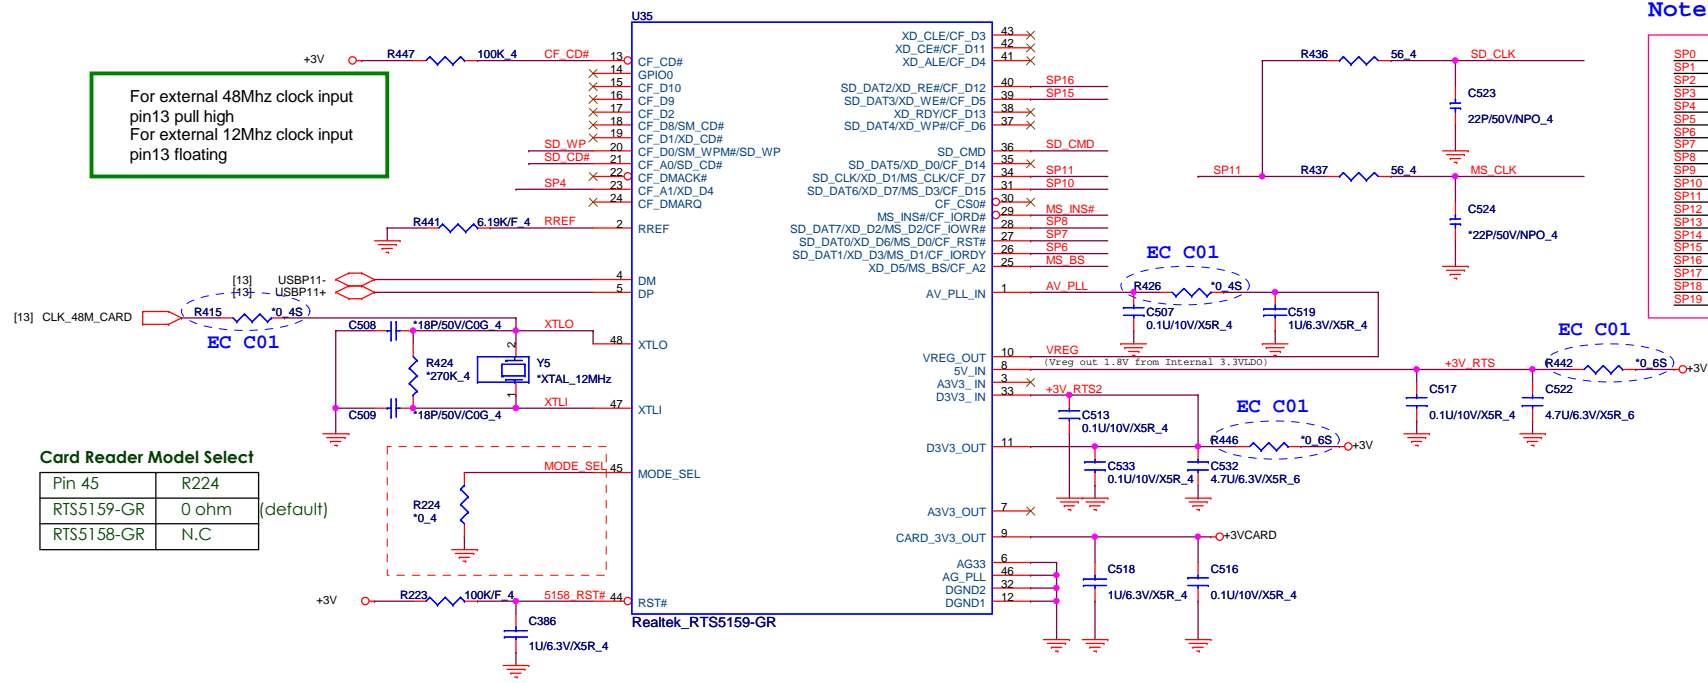 U35
Note
+3V
R447
100K_4
CF_CD#
For external 48Mhz clock input
pin13 pull high
For external 12Mhz clock input
pin13 floating
13 CF_CD#
14 GPIO0
15 CF_D10
16 CF_D9
17 CF_D2
18 CF_D8/SM_CD#
19 CF_D1/XD_CD#
SD_WP 20 CF_D0/SM_WPM#/SD_WP
SD_CD# 21 CF_A0/SD_CD#
22 CF_DMACK#
SP4 23 CF_A1/XD_D4
24 CF_DMARQ
R441 6.19K/F_4 RREF 2 RREF
[13] USBP11- 4 DM
[13] USBP11+ 5 DP
[13] CLK_48M_CARD
R415 *0_4S
EC C01
C508 *18P/50V/C0G_4 XTLO 48 XTLO
R424
*270K_4
2
Y5
*XTAL_12MHz
1
C509 *18P/50V/C0G_4 XTLI 47 XTLI
MODE_SEL 45 MODE_SEL
R224
*0_4
Card Reader Model Select
Pin 45 R224
RTS5159-GR 0 ohm (default)
RTS5158-GR N.C
+3V R223 100K/F_4 5158_RST# 44 RST#
C386
1U/6.3V/X5R_4
Realtek_RTS5159-GR
XD_CLE/CF_D3 43
XD_CE#/CF_D11 42
XD_ALE/CF_D4 41
SD_DAT2/XD_RE#/CF_D12 40 SP16
SD_DAT3/XD_WE#/CF_D5 39 SP15
XD_RDY/CF_D13 38
SD_DAT4/XD_WP#/CF_D6 37
SD_CMD 36 SD_CMD
SD_DAT5/XD_D0/CF_D14 35
SD_CLK/XD_D1/MS_CLK/CF_D7 34 SP11
SD_DAT6/XD_D7/MS_D3/CF_D15 31 SP10
CF_CS0# 30
MS_INS#/CF_IORD# 29 MS_INS#
SD_DAT7/XD_D2/MS_D2/CF_IOWR# 28 SP8
SD_DAT0/XD_D6/MS_D0/CF_RST# 27 SP7
SD_DAT1/XD_D3/MS_D1/CF_IORDY 26 SP6
XD_D5/MS_BS/CF_A2 25 MS_BS
AV_PLL_IN 1 AV_PLL
EC C01
R426 *0_4S
C507
0.1U/10V/X5R_4
C519
1U/6.3V/X5R_4
VREG_OUT 10 VREG
(Vreg out 1.8V from Internal 3.3VLDO)
5V_IN 8 +3V_RTS
A3V3_IN 3
D3V3_IN 33 +3V_RTS2
EC C01
R442 *0_6S +3V
C517
0.1U/10V/X5R_4
C522
4.7U/6.3V/X5R_6
C513
0.1U/10V/X5R_4
D3V3_OUT 11
EC C01
R446 *0_6S +3V
C533
0.1U/10V/X5R_4
C532
4.7U/6.3V/X5R_6
A3V3_OUT 7
CARD_3V3_OUT 9 +3VCARD
C518
1U/6.3V/X5R_4
C516
0.1U/10V/X5R_4
AG33 6
AG_PLL 46
DGND2 32
DGND1 12
R436 56_4 SD_CLK
C523
22P/50V/NPO_4
SP11 R437 56_4 MS_CLK
C524
*22P/50V/NPO_4
SP0
SP1
SP2
SP3
SP4
SP5
SP6
SP7
SP8
SP9
SP10
SP11
SP12
SP13
SP14
SP15
SP16
SP17
SP18
SP19